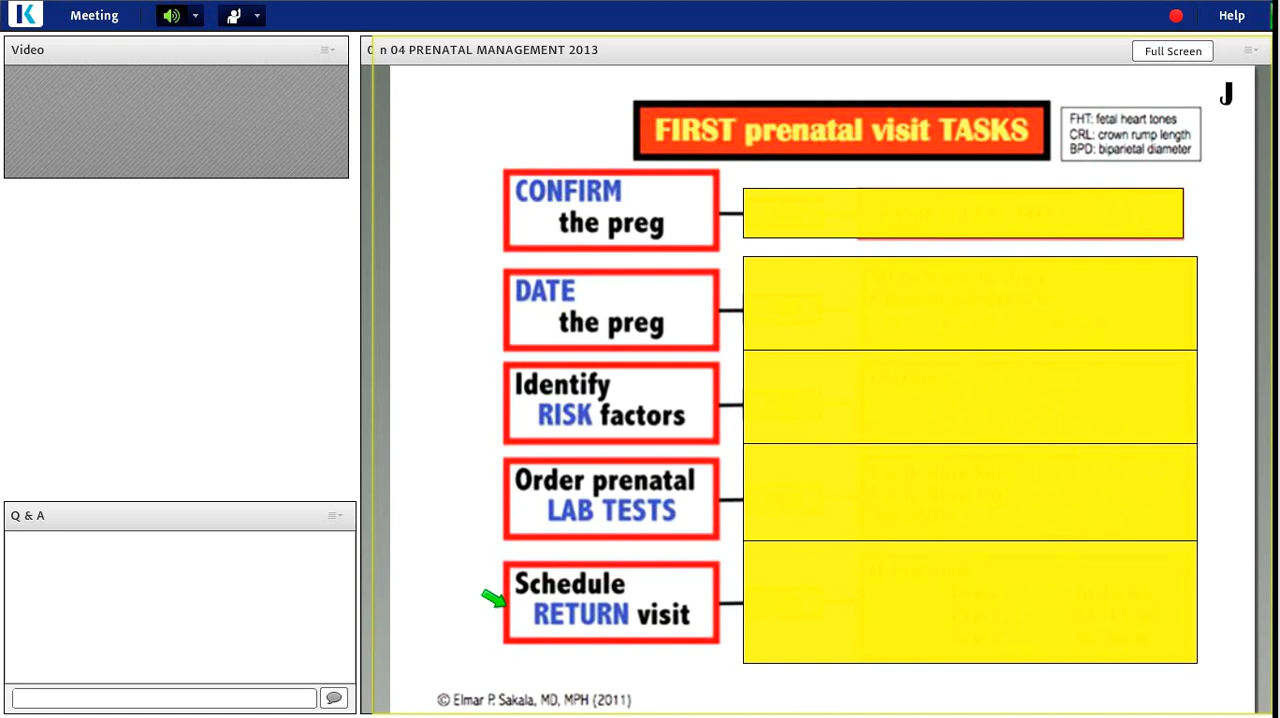 K
Meeting
Help
Video
0
n 04 PRENATAL MANAGEMENT 2013
Full Screen
J
FIRST prenatal visit TASKS
FHT: fetal heart tones
CRL: crown rump length
BPD: biparietal diameter
CONFIRM
the preg
DATE
the preg
Identify
RISK factors
Order prenatal
LAB TESTS
Schedule
RETURN visit
Q & A
© Elmar P. Sakala, MD, MPH (2011)